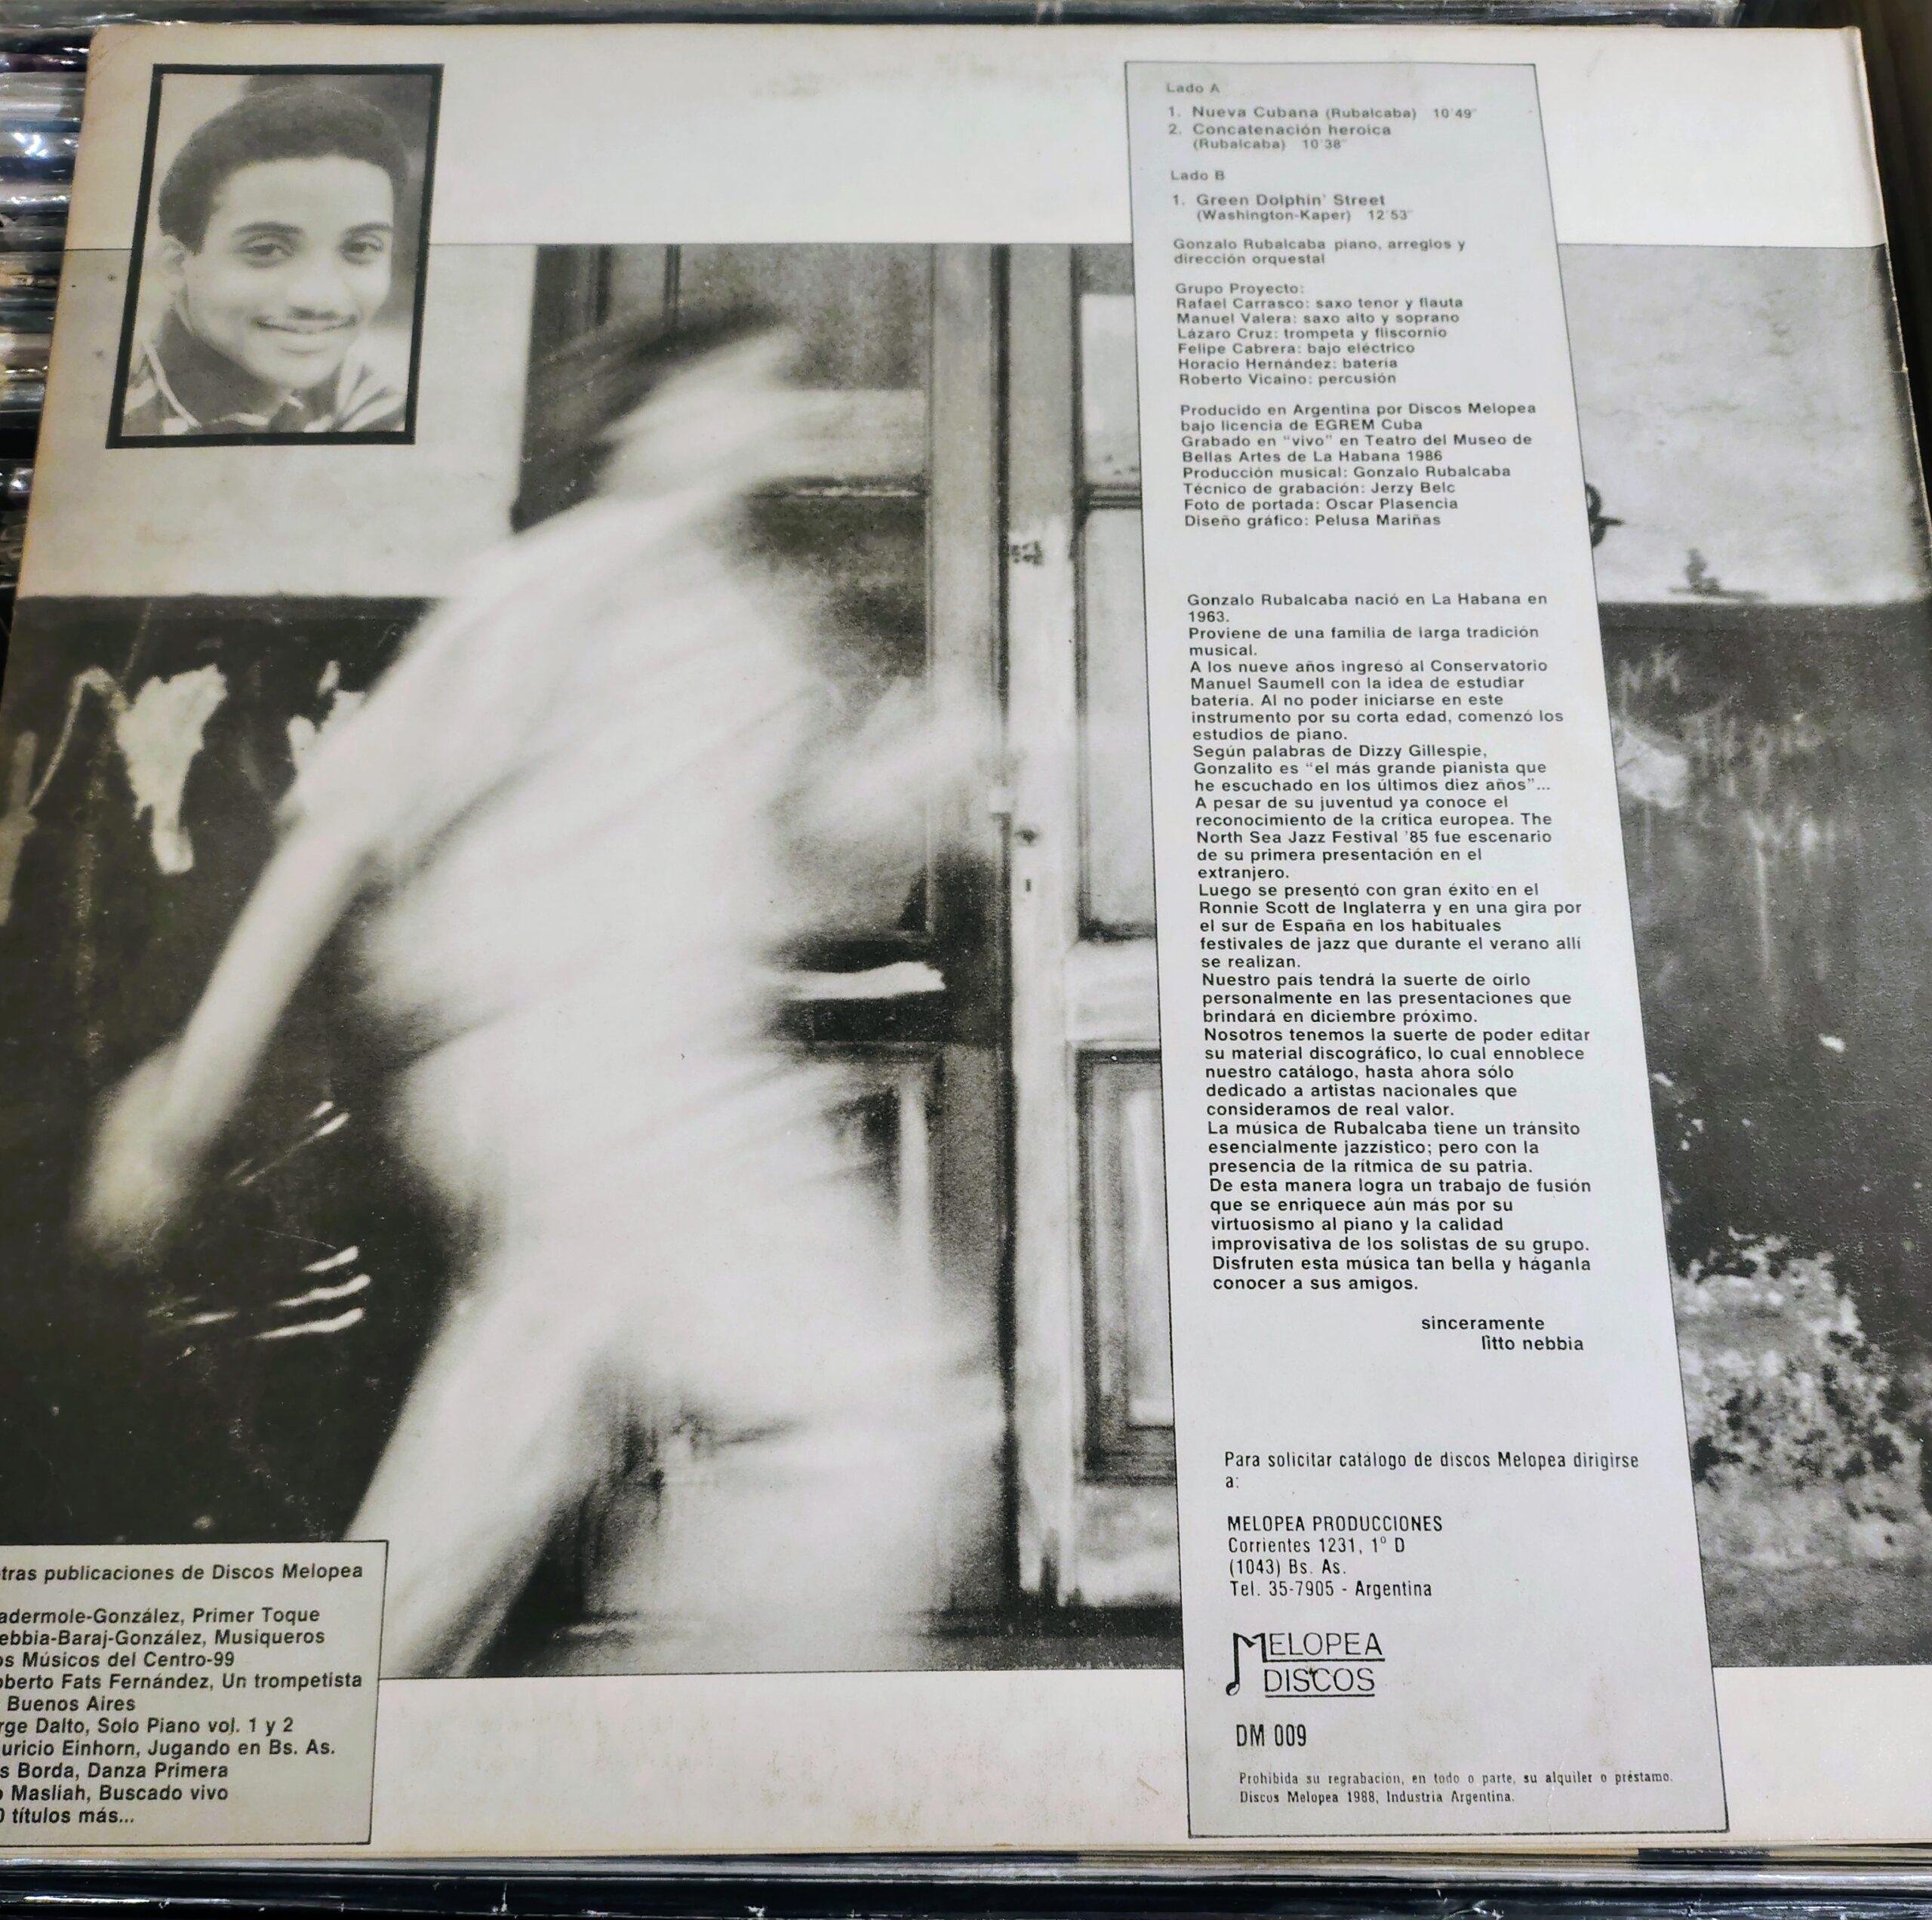 Lado A
1. Nueva Cubana (Rubalcaba) 10'49"
2. Concatenación heroica
(Rubalcaba) 10'38"
Lado B
1. Green Dolphin' Street
(Washington-Kaper) 12'53"
Gonzalo Rubalcaba piano, arreglos y
dirección orquestal
Grupo Proyecto:
Rafael Carrasco: saxo tenor y flauta
Manuel Valera: saxo alto y soprano
Lázaro Cruz: trompeta y fliscornio
Felipe Cabrera: bajo eléctrico
Horacio Hernández: batería
Roberto Vicaino: percusión
Producido en Argentina por Discos Melopea
bajo licencia de EGREM Cuba
Grabado en "vivo" en Teatro del Museo de
Bellas Artes de La Habana 1986
Producción musical: Gonzalo Rubalcaba
Técnico de grabación: Jerzy Belc
Foto de portada: Oscar Plasencia
Diseño gráfico: Pelusa Mariñas
Gonzalo Rubalcaba nació en La Habana en
1963.
Proviene de una familia de larga tradición
musical.
A los nueve años ingresó al Conservatorio
Manuel Saumell con la idea de estudiar
batería. Al no poder iniciarse en este
instrumento por su corta edad, comenzó los
estudios de piano.
Según palabras de Dizzy Gillespie,
Gonzalito es "el más grande pianista que
he escuchado en los últimos diez años"...
A pesar de su juventud ya conoce el
reconocimiento de la crítica europea. The
North Sea Jazz Festival '85 fue escenario
de su primera presentación en el
extranjero.
Luego se presentó con gran éxito en el
Ronnie Scott de Inglaterra y en una gira por
el sur de España en los habituales
festivales de jazz que durante el verano allí
se realizan.
Nuestro país tendrá la suerte de oírlo
personalmente en las presentaciones que
brindará en diciembre próximo.
Nosotros tenemos la suerte de poder editar
su material discográfico, lo cual ennoblece
nuestro catálogo, hasta ahora sólo
dedicado a artistas nacionales que
consideramos de real valor.
La música de Rubalcaba tiene un tránsito
esencialmente jazzístico; pero con la
presencia de la rítmica de su patria.
De esta manera logra un trabajo de fusión
que se enriquece aún más por su
virtuosismo al piano y la calidad
improvisativa de los solistas de su grupo.
Disfruten esta música tan bella y háganla
conocer a sus amigos.
sinceramente
litto nebbia
Para solicitar catálogo de discos Melopea dirigirse
a:
MELOPEA PRODUCCIONES
Corrientes 1231, 1º D
(1043) Bs. As.
Tel. 35-7905 - Argentina
MELOPEA
DISCOS
DM 009
Prohibida su regrabación, en todo o parte, su alquiler o préstamo.
Discos Melopea 1988, Industria Argentina.
tras publicaciones de Discos Melopea
adermole-González, Primer Toque
ebbia-Baraj-González, Musiqueros
os Músicos del Centro-99
oberto Fats Fernández, Un trompetista
Buenos Aires
rge Dalto, Solo Piano vol. 1 y 2
uricio Einhorn, Jugando en Bs. As.
s Borda, Danza Primera
o Masliah, Buscado vivo
0 títulos más...